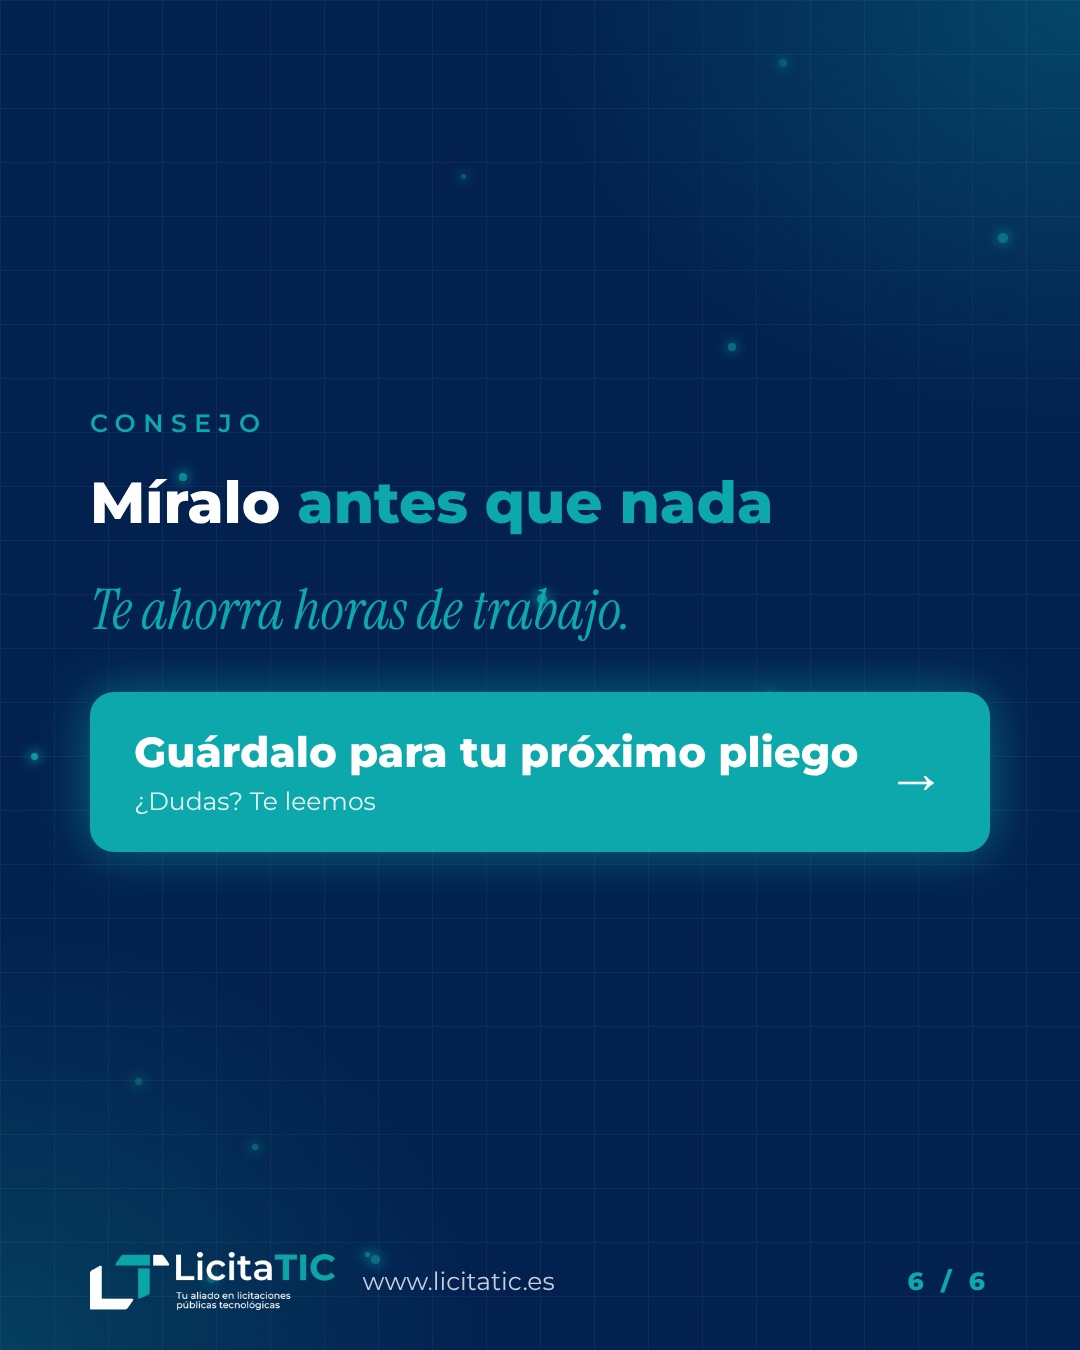 CONSEJO
Míralo antes que nada
Te ahorra horas de trabajo.
Guárdalo para tu próximo pliego
→
¿Dudas? Te leemos
LicitaTIC
Tu aliado en licitaciones
públicas tecnológicas
www.licitatic.es
6 / 6